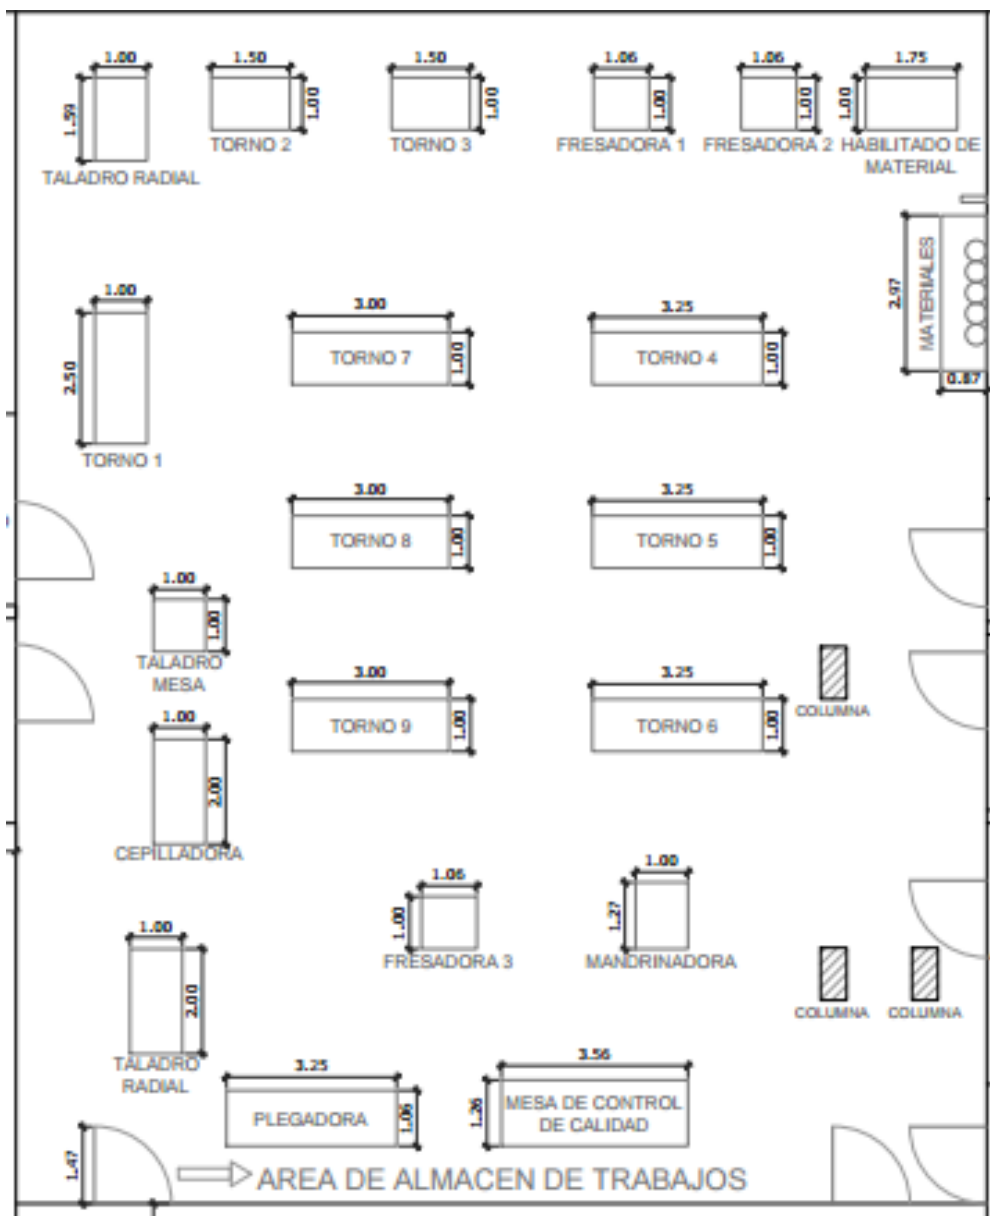 1.00
1.50
1.50
1.06
1.06
1.75
1.59
1.00
1.00
1.00
1.00
1.00
TORNO 2
TORNO 3
FRESADORA 1
FRESADORA 2
HABILITADO DE
MATERIAL
TALADRO RADIAL
MATERIALES
2.97
0.87
1.00
2.50
TORNO 1
3.00
TORNO 7
1.00
3.25
TORNO 4
1.00
3.00
TORNO 8
1.00
3.25
TORNO 5
1.00
1.00
1.00
TALADRO
MESA
3.00
TORNO 9
1.00
3.25
TORNO 6
1.00
COLUMNA
1.00
2.00
CEPILLADORA
1.06
1.00
FRESADORA 3
1.00
1.27
MANDRINADORA
1.00
2.00
TALADRO
RADIAL
COLUMNA
COLUMNA
3.25
PLEGADORA
1.06
3.56
1.26
MESA DE CONTROL
DE CALIDAD
1.47
AREA DE ALMACEN DE TRABAJOS